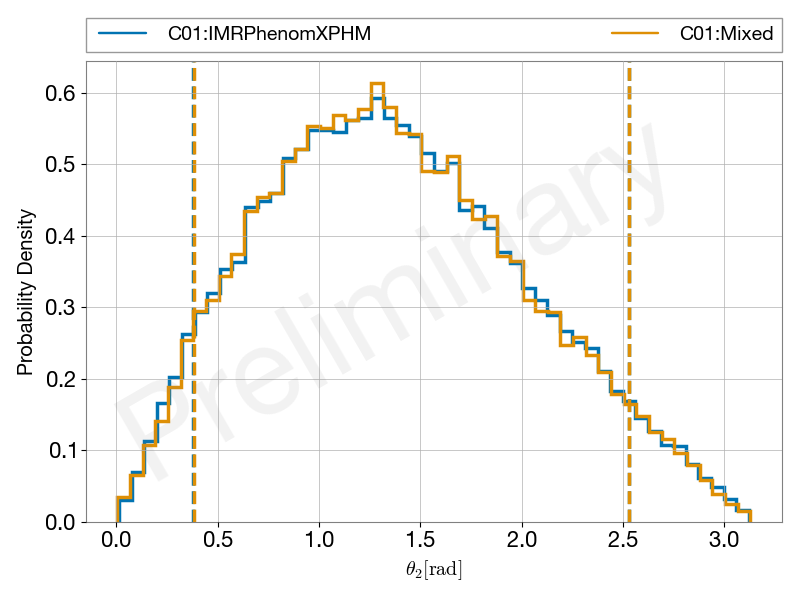 C01:IMRPhenomXPHM C01:Mixed
0.6
0.5
0.4
0.3
0.2
0.1
0.0
Probability Density
Preliminary
0.0 0.5 1.0 1.5 2.0 2.5 3.0
θ₂[rad]